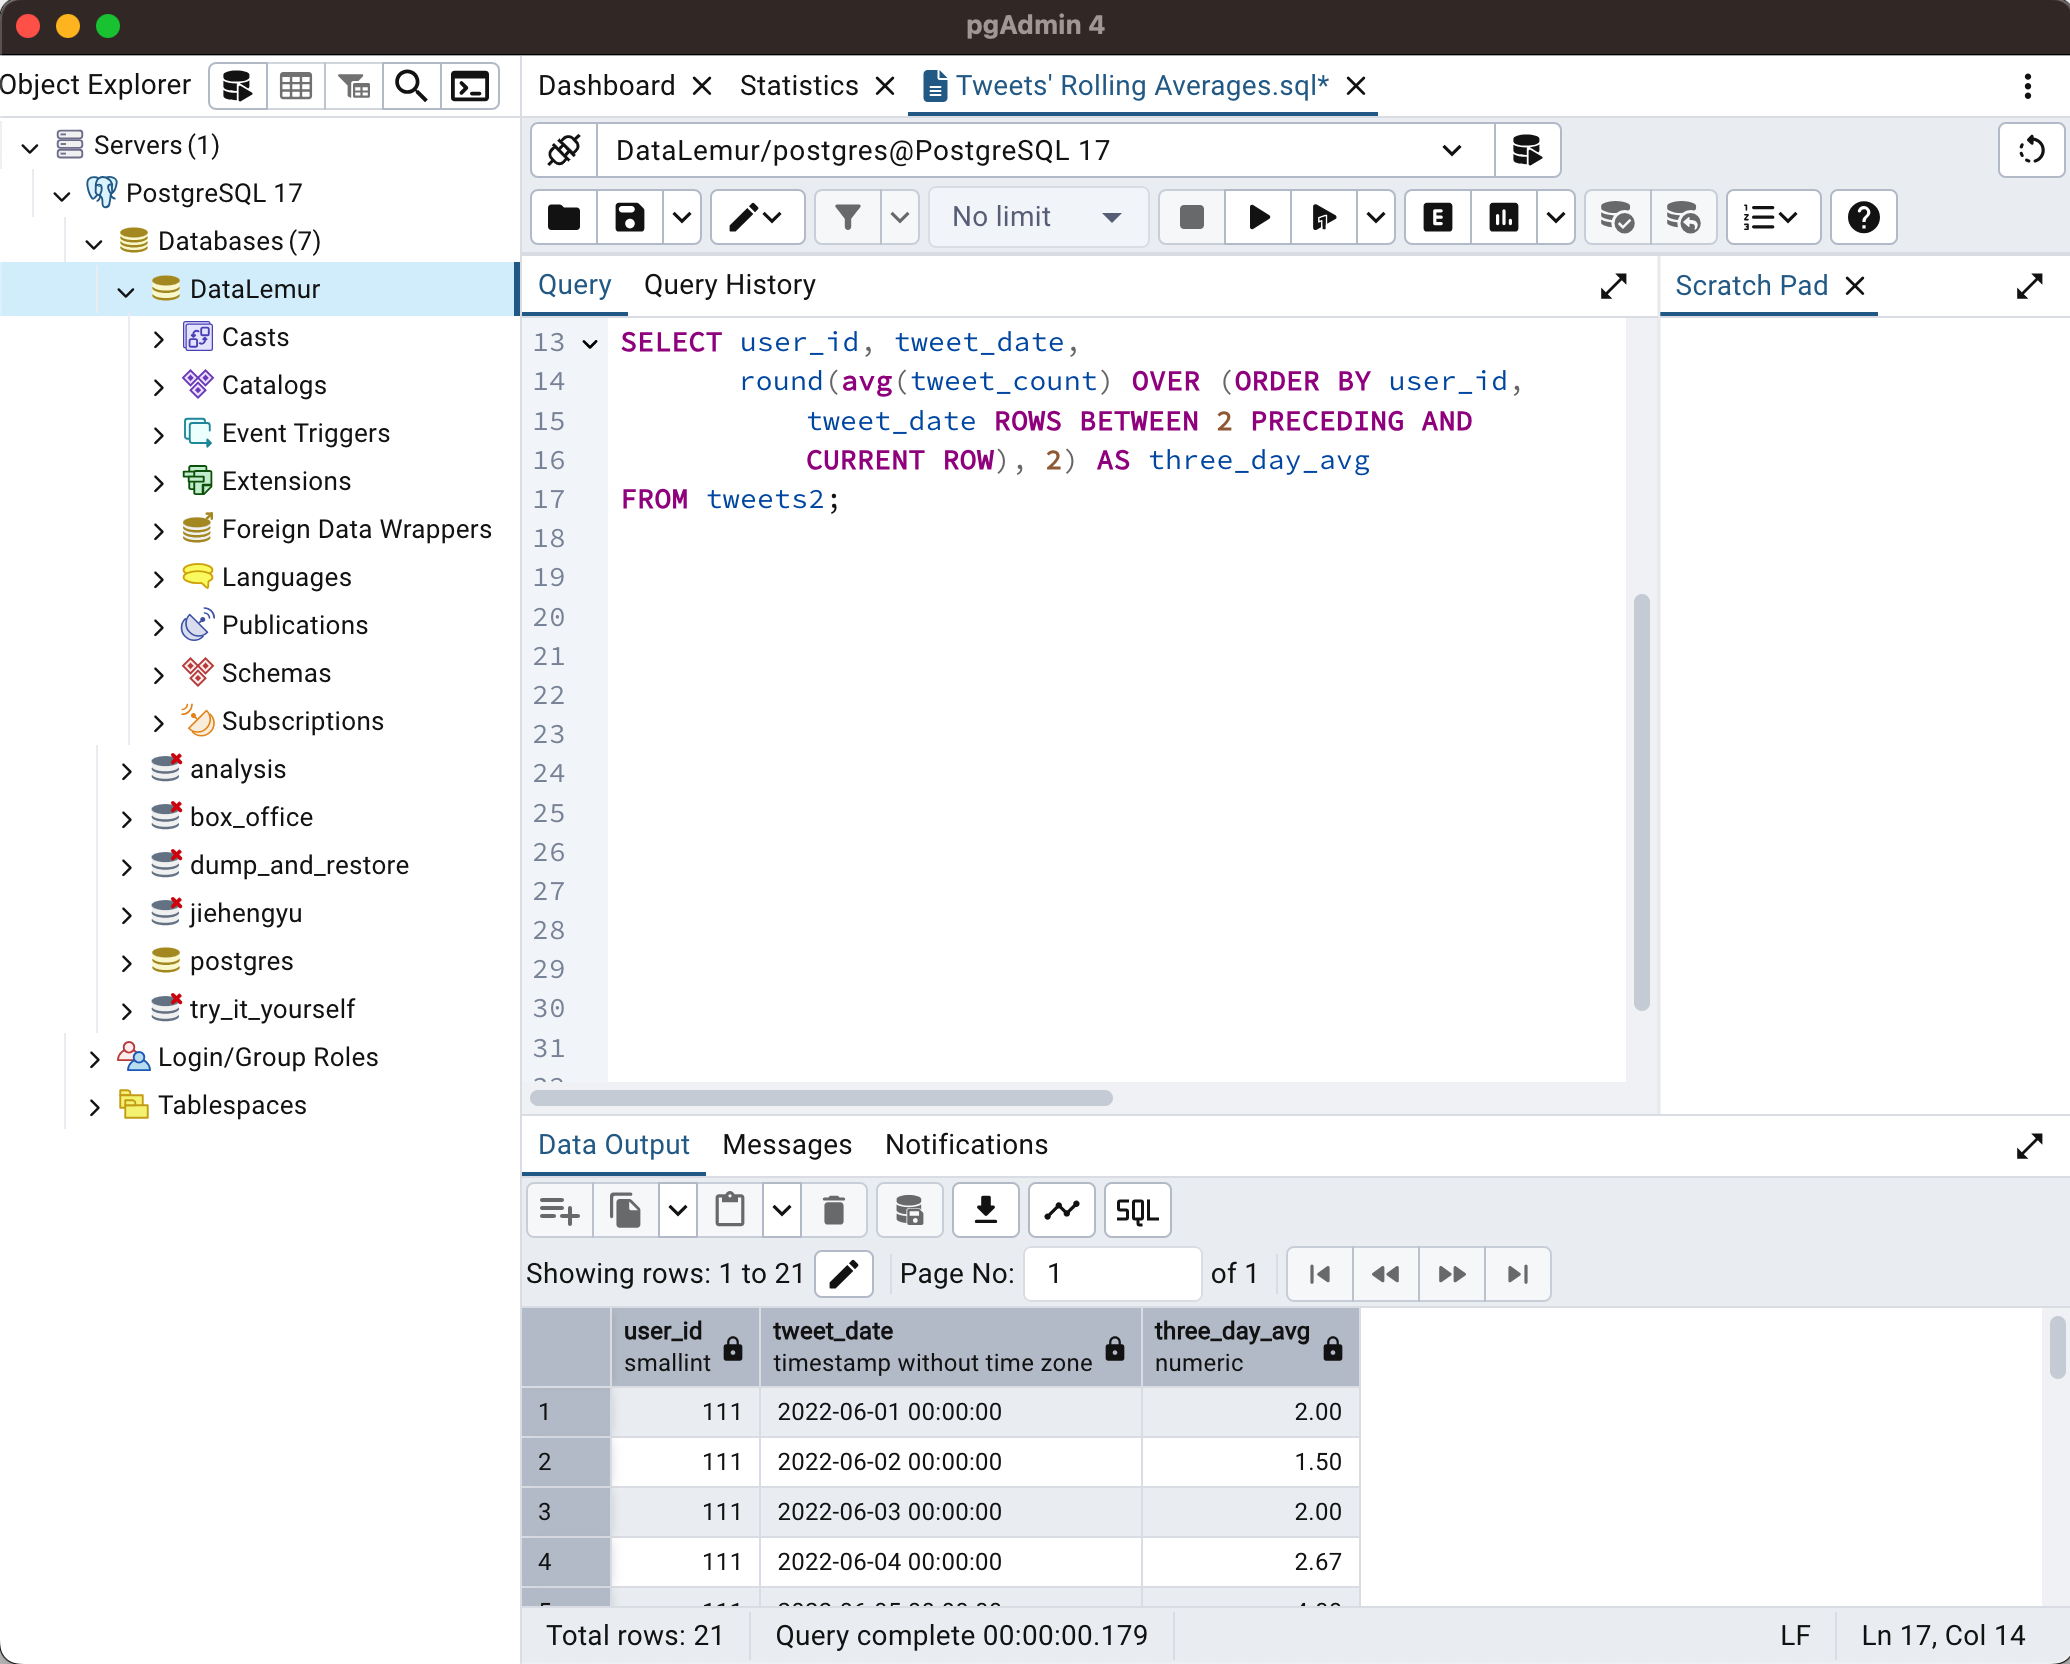 pgAdmin 4
Object Explorer
Dashboard
Statistics
Tweets' Rolling Averages.sql*
Servers (1)
PostgreSQL 17
Databases (7)
DataLemur
Casts
Catalogs
Event Triggers
Extensions
Foreign Data Wrappers
Languages
Publications
Schemas
Subscriptions
analysis
box_office
dump_and_restore
jiehengyu
postgres
try_it_yourself
Login/Group Roles
Tablespaces
DataLemur/postgres@PostgreSQL 17
No limit
E
Query
Query History
Scratch Pad
13 SELECT user_id, tweet_date,
14 round(avg(tweet_count) OVER (ORDER BY user_id,
15 tweet_date ROWS BETWEEN 2 PRECEDING AND
16 CURRENT ROW), 2) AS three_day_avg
17 FROM tweets2;
18
19
20
21
22
23
24
25
26
27
28
29
30
31
Data Output
Messages
Notifications
SQL
Showing rows: 1 to 21
Page No: 1 of 1
user_id smallint
tweet_date timestamp without time zone
three_day_avg numeric
1 111 2022-06-01 00:00:00 2.00
2 111 2022-06-02 00:00:00 1.50
3 111 2022-06-03 00:00:00 2.00
4 111 2022-06-04 00:00:00 2.67
Total rows: 21
Query complete 00:00:00.179
LF
Ln 17, Col 14